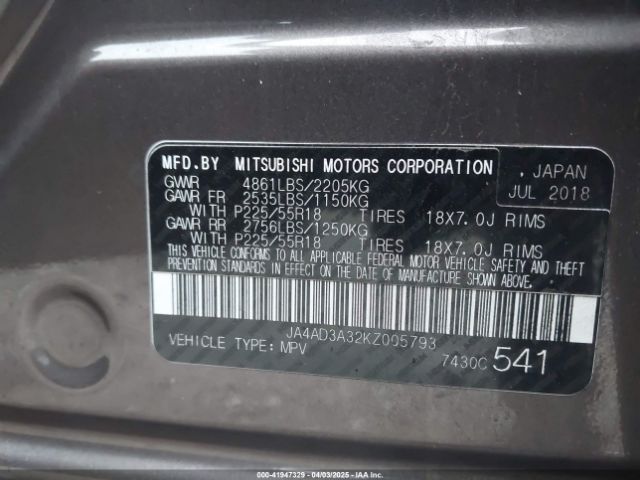 MFD.BY MITSUBISHI MOTORS CORPORATION , JAPAN
GVWR 4861LBS/2205KG JUL 2018
GAWR FR 2535LBS/1150KG
WITH P225/55R18 TIRES 18X7.0J RIMS
GAWR RR 2756LBS/1250KG
WITH P225/55R18 TIRES 18X7.0J RIMS
THIS VEHICLE CONFORMS TO ALL APPLICABLE FEDERAL MOTOR VEHICLE SAFETY AND THEFT
PREVENTION STANDARDS IN EFFECT ON THE DATE OF MANUFACTURE SHOWN ABOVE.
JA4AD3A32KZ005793
VEHICLE TYPE: MPV 7430C 541
000-41947329 - 04/03/2025 - IAAI.COM